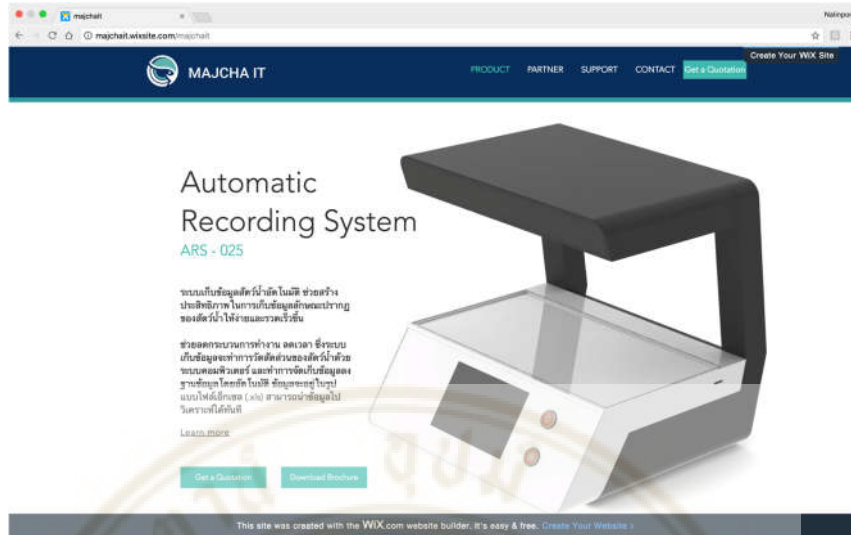 majchait
Nalinpor
majchait.wixsite.com/majchait
Create Your WiX Site
MAJCHA IT
PRODUCT PARTNER SUPPORT CONTACT Get a Quotation
Automatic
Recording System
ARS - 025
ระบบเก็บข้อมูลสัตว์น้ำอัตโนมัติ ช่วยสร้าง
ประสิทธิภาพในการเก็บข้อมูลลักษณะปรากฏ
ของสัตว์น้ำ ให้ง่ายและรวดเร็วขึ้น
ช่วยลดกระบวนการทำงาน ลดเวลา ซึ่งระบบ
เก็บข้อมูลจะทำการวัดสัดส่วนของสัตว์น้ำด้วย
ระบบคอมพิวเตอร์ และทำการจัดเก็บข้อมูลลง
ฐานข้อมูลโดยอัตโนมัติ ข้อมูลจะอยู่ในรูป
แบบไฟล์เอ็กเซล (.xls) สามารถนำข้อมูลไป
วิเคราะห์ได้ทันที
Learn more
Get a Quotation Download Brochure
This site was created with the WiX.com website builder. It's easy & free. Create Your Website >